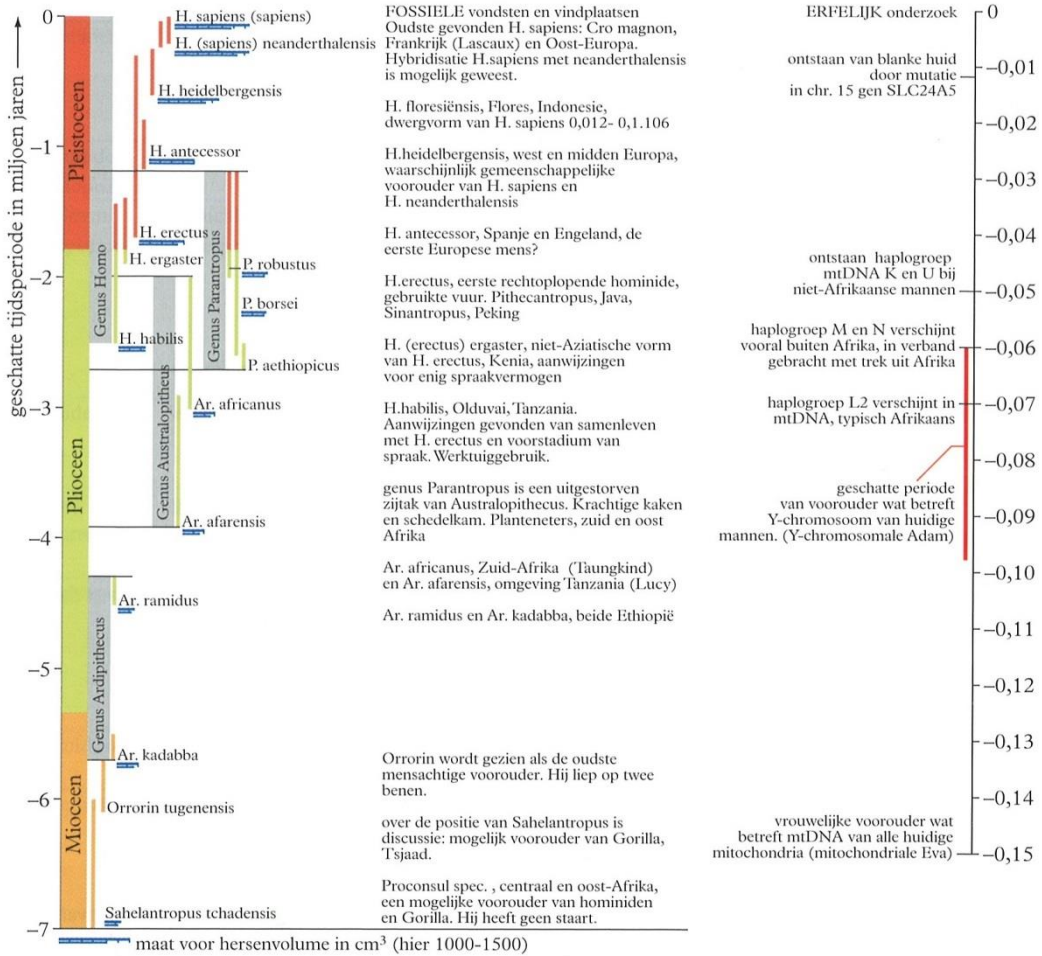 geschatte tijdsperiode in miljoen jaren
0
−1
−2
−3
−4
−5
−6
−7
Pleistoceen
Plioceen
Mioceen
Genus Homo
Genus Parantropus
Genus Australopitheus
Genus Ardipithecus
H. sapiens (sapiens)
H. (sapiens) neanderthalensis
H. heidelbergensis
H. antecessor
H. erectus
H. ergaster
P. robustus
P. borsei
H. habilis
P. aethiopicus
Ar. africanus
Ar. afarensis
Ar. ramidus
Ar. kadabba
Orrorin tugenensis
Sahelantropus tchadensis
maat voor hersenvolume in cm³ (hier 1000-1500)
FOSSIELE vondsten en vindplaatsen
Oudste gevonden H. sapiens: Cro magnon,
Frankrijk (Lascaux) en Oost-Europa.
Hybridisatie H.sapiens met neanderthalensis
is mogelijk geweest.
H. floresiënsis, Flores, Indonesie,
dwergvorm van H. sapiens 0,012- 0,1.106
H.heidelbergensis, west en midden Europa,
waarschijnlijk gemeenschappelijke
voorouder van H. sapiens en
H. neanderthalensis
H. antecessor, Spanje en Engeland, de
eerste Europese mens?
H.erectus, eerste rechtoplopende hominide,
gebruikte vuur. Pithecantropus, Java,
Sinantropus, Peking
H. (erectus) ergaster, niet-Aziatische vorm
van H. erectus, Kenia, aanwijzingen
voor enig spraakvermogen
H.habilis, Olduvai, Tanzania.
Aanwijzingen gevonden van samenleven
met H. erectus en voorstadium van
spraak. Werktuiggebruik.
genus Parantropus is een uitgestorven
zijtak van Australopithecus. Krachtige kaken
en schedelkam. Planteneters, zuid en oost
Afrika
Ar. africanus, Zuid-Afrika (Taungkind)
en Ar. afarensis, omgeving Tanzania (Lucy)
Ar. ramidus en Ar. kadabba, beide Ethiopië
Orrorin wordt gezien als de oudste
mensachtige voorouder. Hij liep op twee
benen.
over de positie van Sahelantropus is
discussie: mogelijk voorouder van Gorilla,
Tsjaad.
Proconsul spec. , centraal en oost-Afrika,
een mogelijke voorouder van hominiden
en Gorilla. Hij heeft geen staart.
ERFELIJK onderzoek
ontstaan van blanke huid
door mutatie
in chr. 15 gen SLC24A5
ontstaan haplogroep
mtDNA K en U bij
niet-Afrikaanse mannen
haplogroep M en N verschijnt
vooral buiten Afrika, in verband
gebracht met trek uit Afrika
haplogroep L2 verschijnt in
mtDNA, typisch Afrikaans
geschatte periode
van voorouder wat betreft
Y-chromosoom van huidige
mannen. (Y-chromosomale Adam)
vrouwelijke voorouder wat
betreft mtDNA van alle huidige
mitochondria (mitochondriale Eva)
0
−0,01
−0,02
−0,03
−0,04
−0,05
−0,06
−0,07
−0,08
−0,09
−0,10
−0,11
−0,12
−0,13
−0,14
−0,15